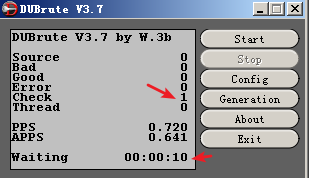 DUBrute V3.7
DUBrute V3.7 by W.3b
Source 0
Bad 0
Good 0
Error 0
Check 1
Thread 0
PPS 0.720
APPS 0.641
Waiting 00:00:10
Start
Stop
Config
Generation
About
Exit